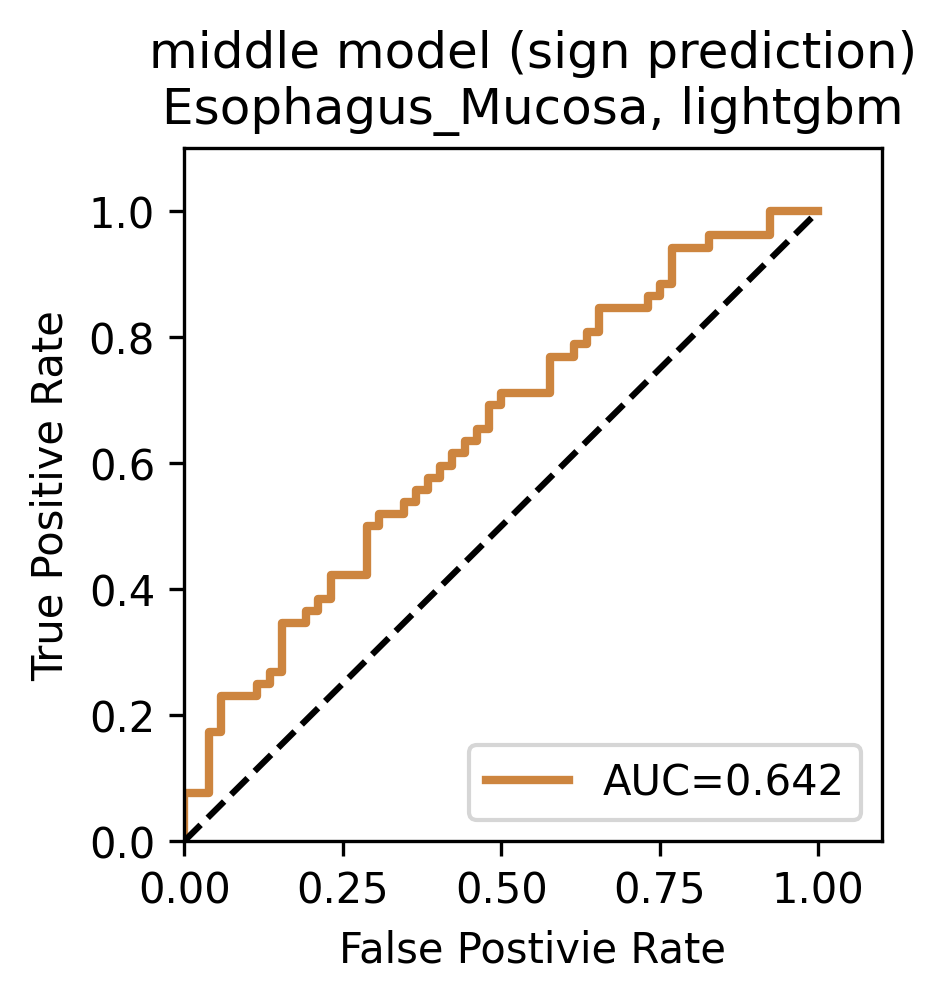 middle model (sign prediction)
Esophagus_Mucosa, lightgbm
1.0
0.8
0.6
0.4
0.2
0.0
True Positive Rate
AUC=0.642
0.00 0.25 0.50 0.75 1.00
False Postivie Rate